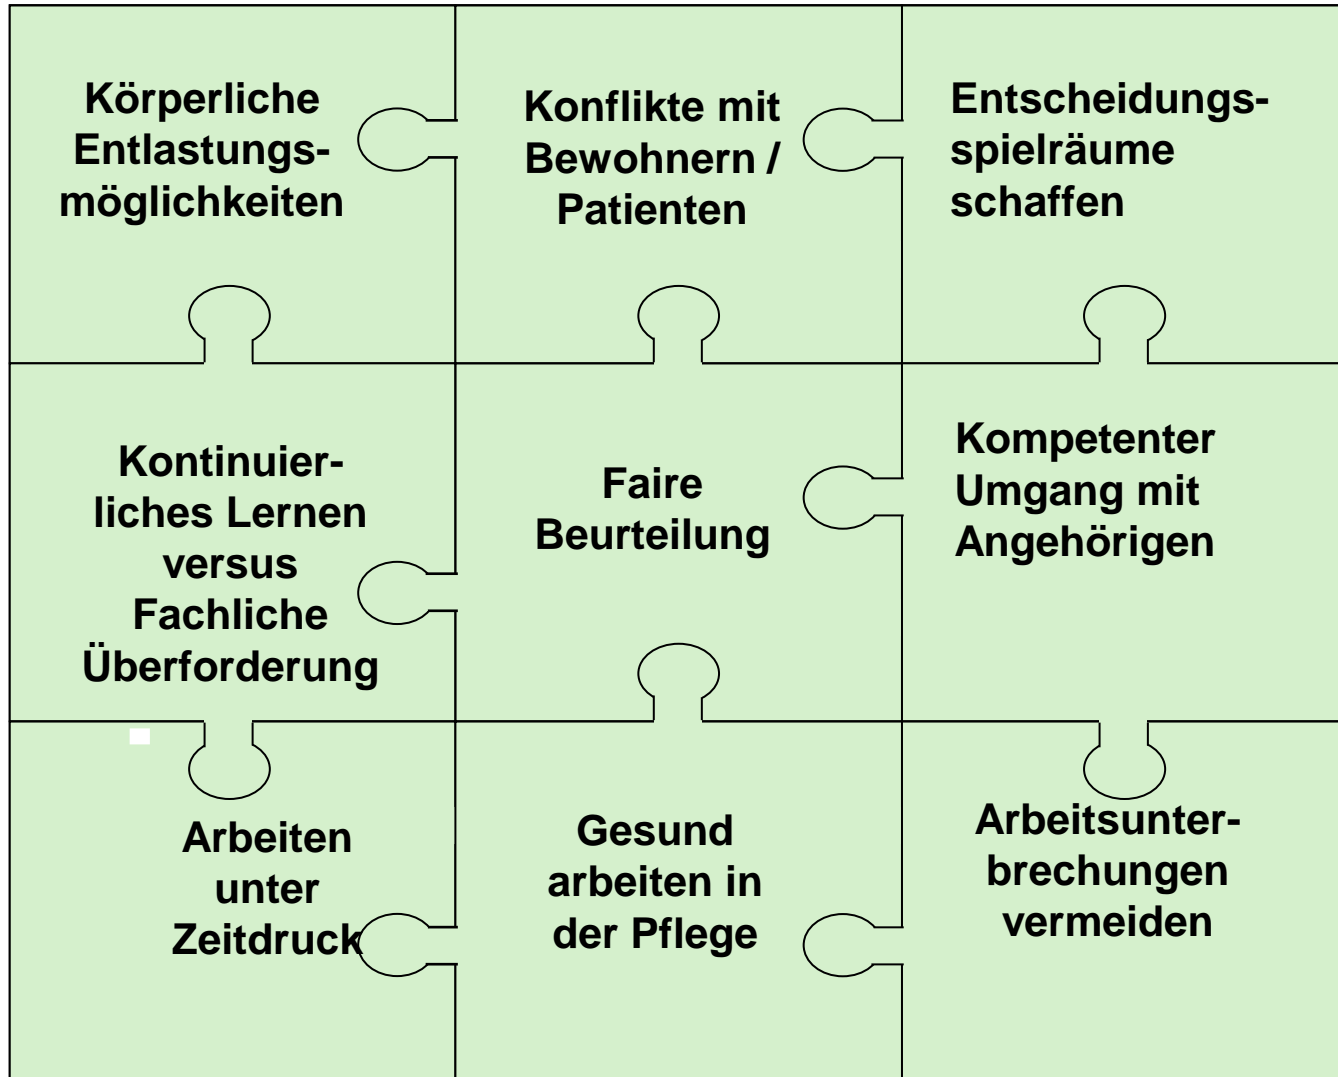 Körperliche
Entlastungs-
möglichkeiten
Konflikte mit
Bewohnern /
Patienten
Entscheidungs-
spielräume
schaffen
Kontinuier-
liches Lernen
versus
Fachliche
Überforderung
Faire
Beurteilung
Kompetenter
Umgang mit
Angehörigen
Arbeiten
unter
Zeitdruck
Gesund
arbeiten in
der Pflege
Arbeitsunter-
brechungen
vermeiden